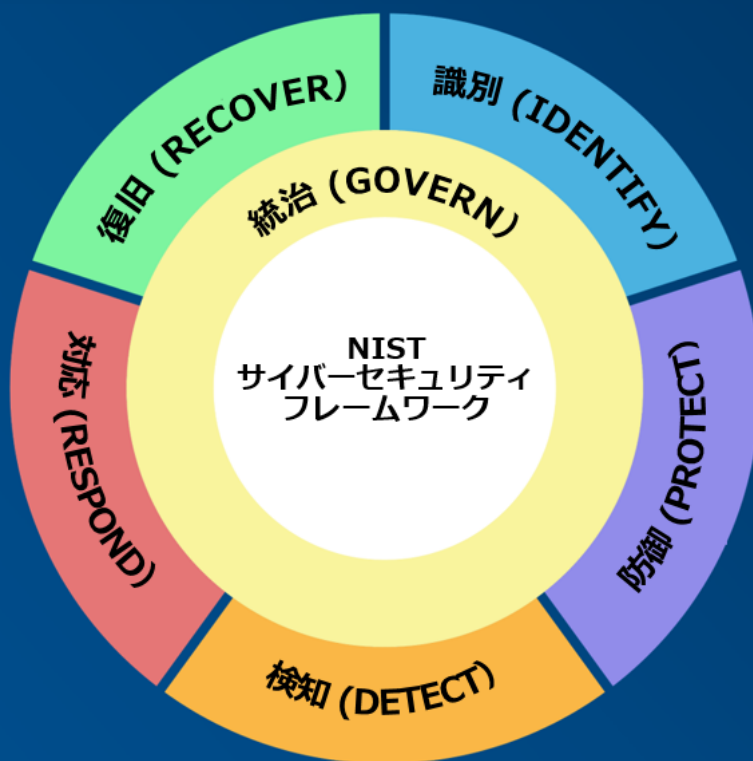 NIST
サイバーセキュリティ
フレームワーク
統治 (GOVERN)
識別 (IDENTIFY)
防御 (PROTECT)
検知 (DETECT)
対応 (RESPOND)
復旧 (RECOVER)